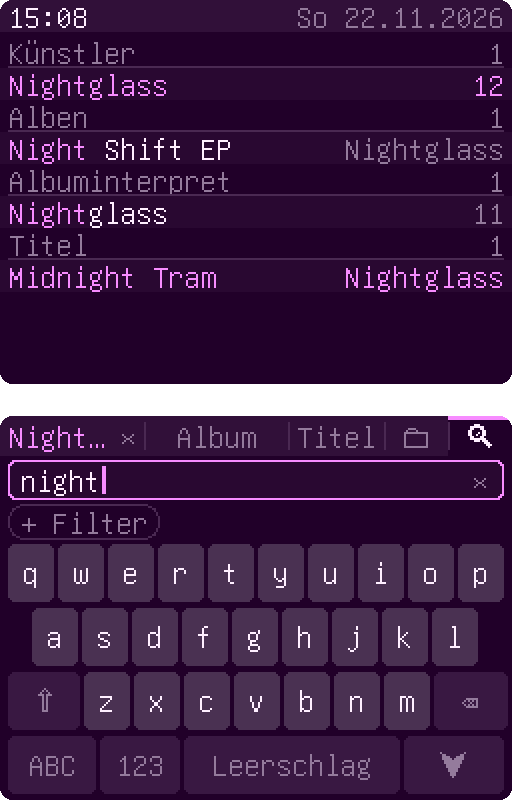 15:08 So 22.11.2026
Künstler 1
Nightglass 12
Alben 1
Night Shift EP Nightglass
Albuminterpret 1
Nightglass 11
Titel 1
Midnight Tram Nightglass
Night… × Album Titel
night ×
+ Filter
q w e r t y u i o p
a s d f g h j k l
⇧ z x c v b n m ⌫
ABC 123 Leerschlag